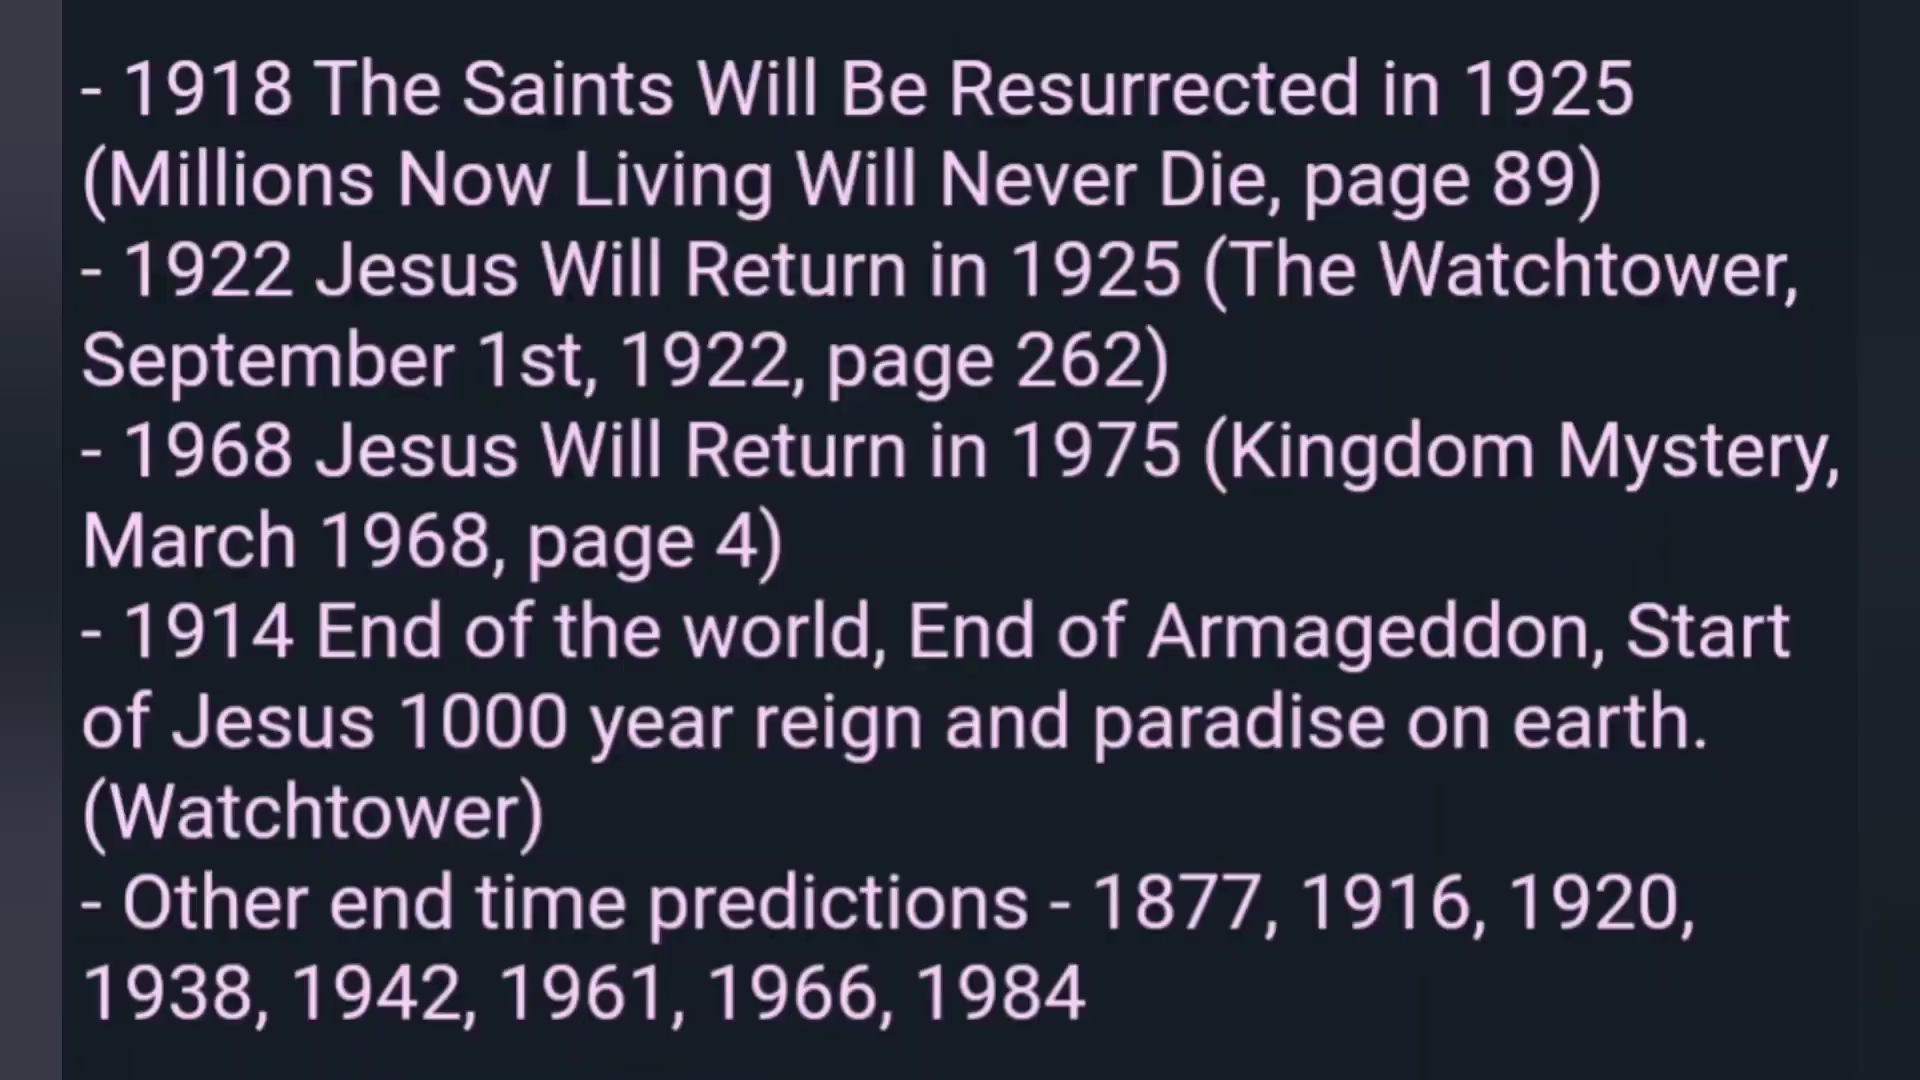 - 1918 The Saints Will Be Resurrected in 1925
(Millions Now Living Will Never Die, page 89)
- 1922 Jesus Will Return in 1925 (The Watchtower,
September 1st, 1922, page 262)
- 1968 Jesus Will Return in 1975 (Kingdom Mystery,
March 1968, page 4)
- 1914 End of the world, End of Armageddon, Start
of Jesus 1000 year reign and paradise on earth.
(Watchtower)
- Other end time predictions - 1877, 1916, 1920,
1938, 1942, 1961, 1966, 1984